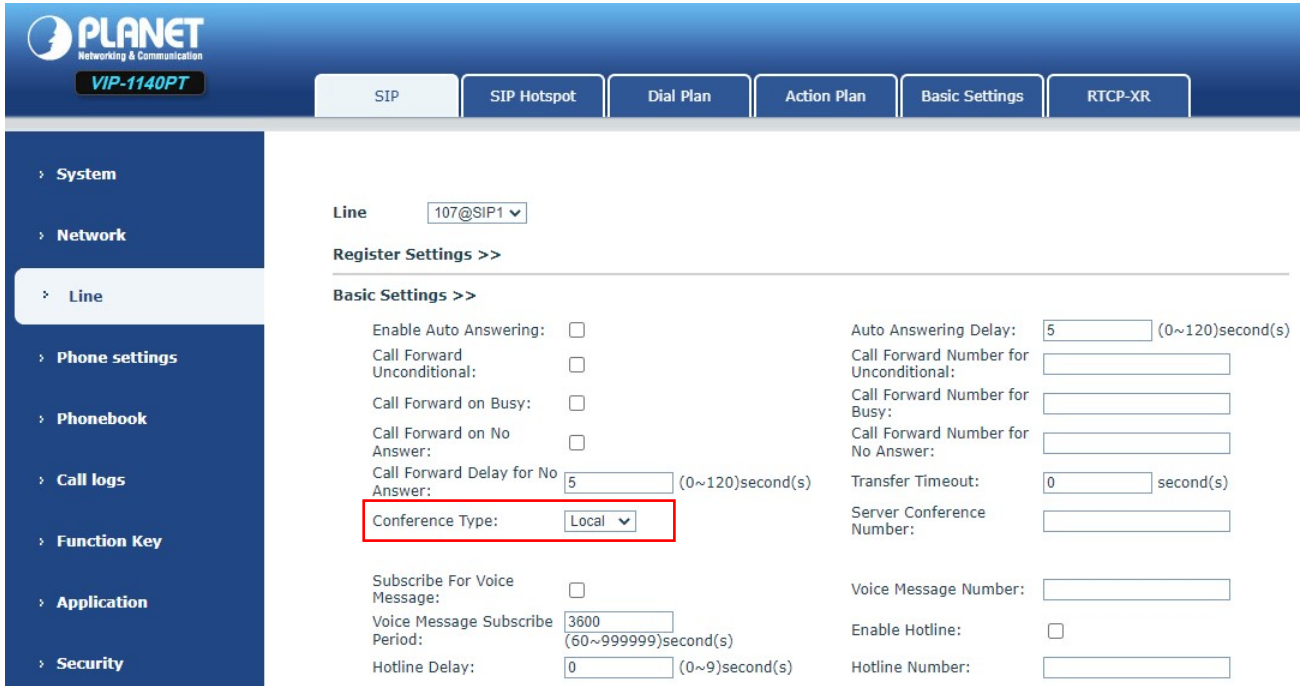 PLANET
Networking & Communication
VIP-1140PT
SIP
SIP Hotspot
Dial Plan
Action Plan
Basic Settings
RTCP-XR
› System
› Network
› Line
› Phone settings
› Phonebook
› Call logs
› Function Key
› Application
› Security
Line 107@SIP1
Register Settings >>
Basic Settings >>
Enable Auto Answering:
Auto Answering Delay: 5 (0~120)second(s)
Call Forward
Unconditional:
Call Forward Number for
Unconditional:
Call Forward on Busy:
Call Forward Number for
Busy:
Call Forward on No
Answer:
Call Forward Number for
No Answer:
Call Forward Delay for No
Answer: 5 (0~120)second(s)
Transfer Timeout: 0 second(s)
Conference Type: Local
Server Conference
Number:
Subscribe For Voice
Message:
Voice Message Number:
Voice Message Subscribe
Period: 3600
(60~999999)second(s)
Enable Hotline:
Hotline Delay: 0 (0~9)second(s)
Hotline Number: